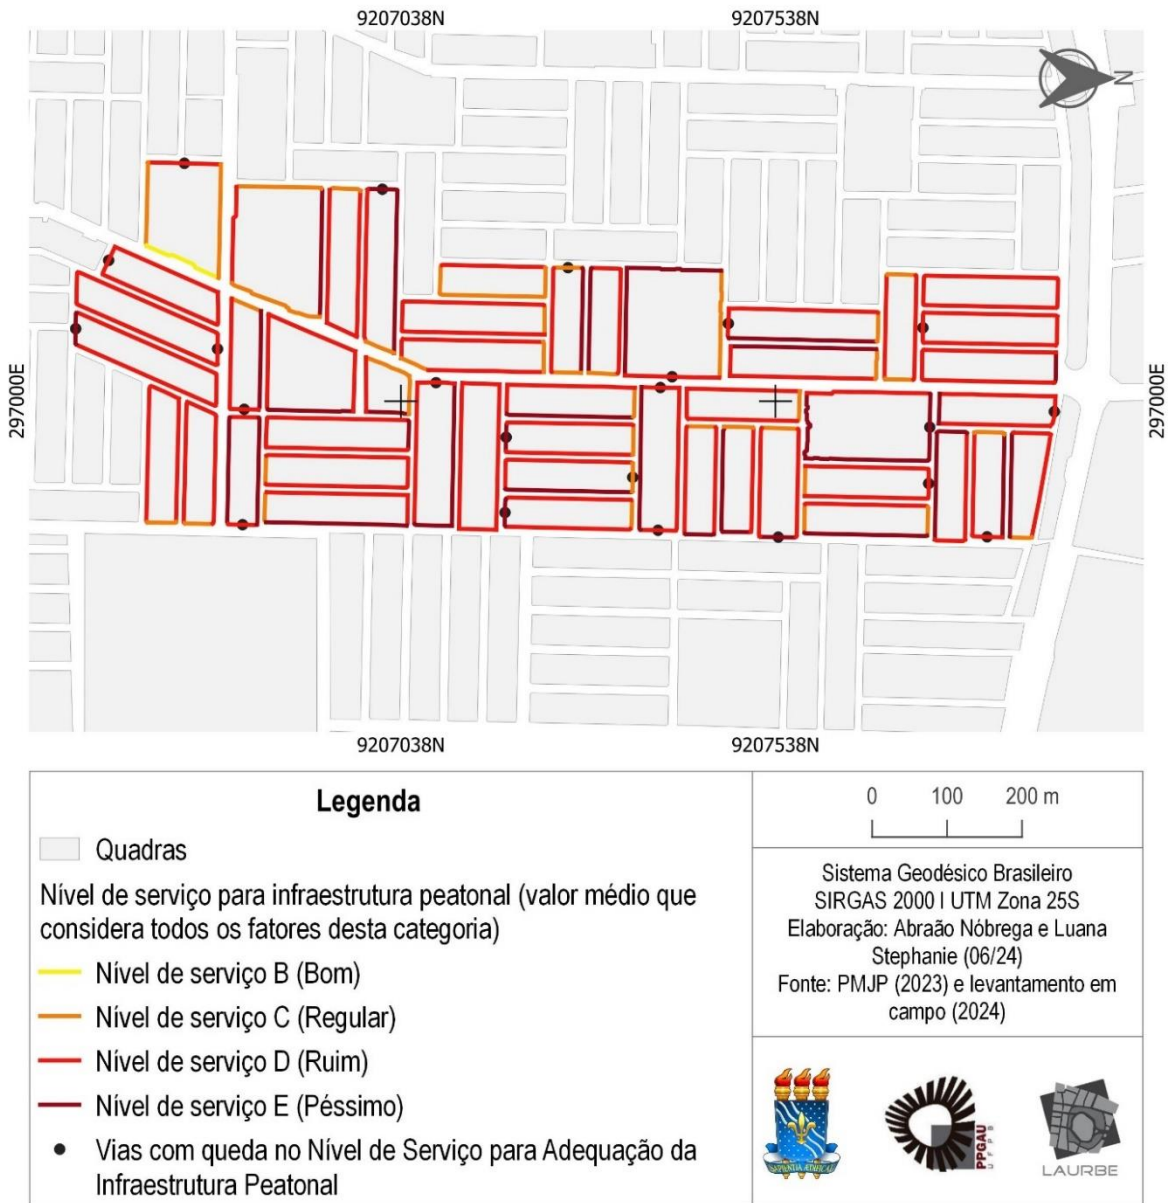 9207038N 9207538N
N
297000E 297000E
9207038N 9207538N
Legenda
Quadras
Nível de serviço para infraestrutura peatonal (valor médio que
considera todos os fatores desta categoria)
Nível de serviço B (Bom)
Nível de serviço C (Regular)
Nível de serviço D (Ruim)
Nível de serviço E (Péssimo)
Vias com queda no Nível de Serviço para Adequação da
Infraestrutura Peatonal
0 100 200 m
Sistema Geodésico Brasileiro
SIRGAS 2000 I UTM Zona 25S
Elaboração: Abraão Nóbrega e Luana
Stephanie (06/24)
Fonte: PMJP (2023) e levantamento em
campo (2024)
SAPIENTIA ÆDIFICAT
PPGAU
UFPB
LAURBE